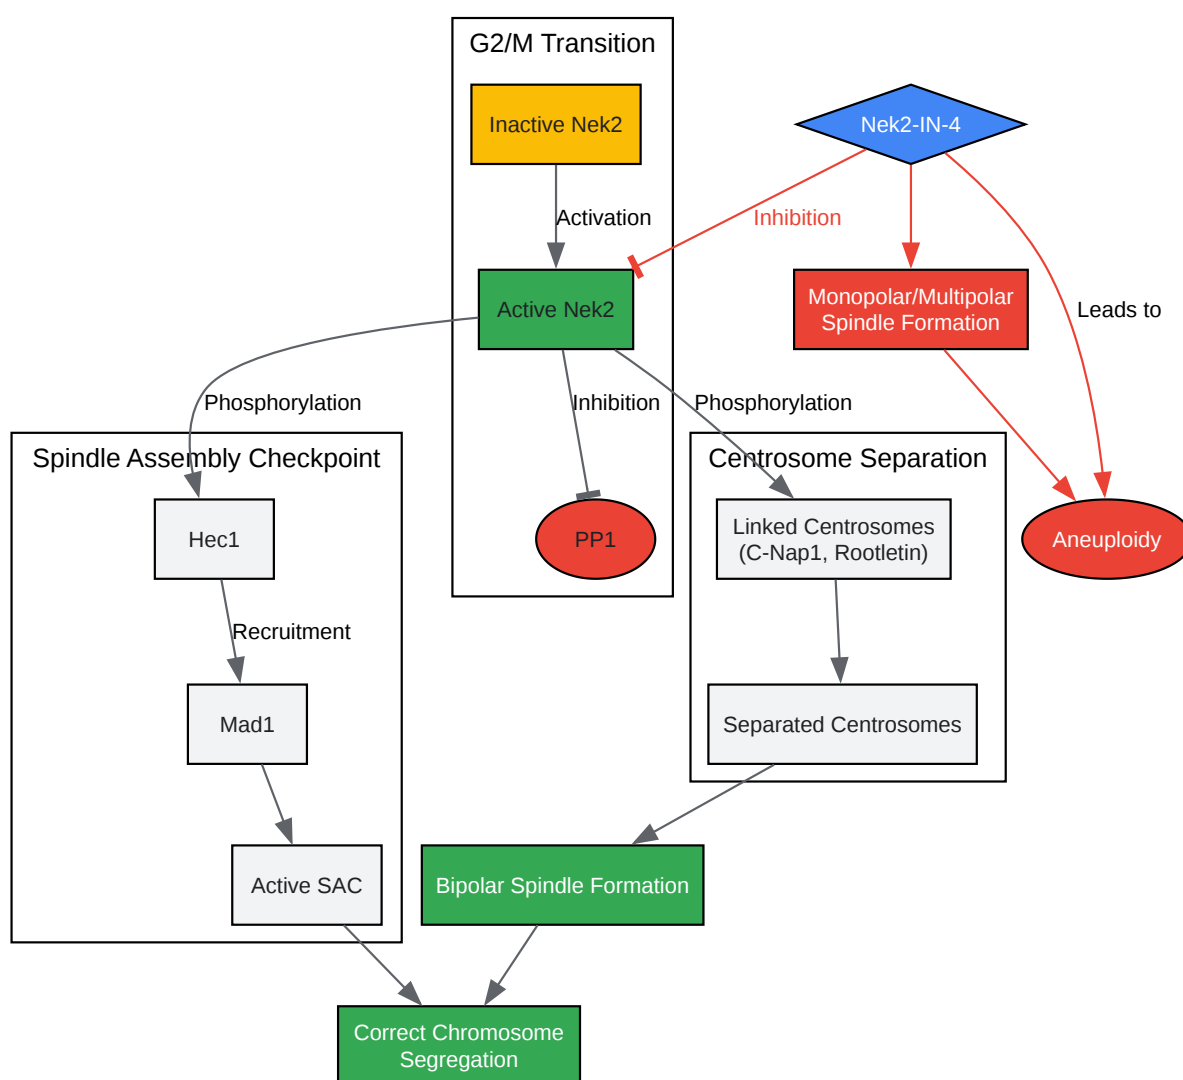 G2/M Transition
Inactive Nek2
Nek2-IN-4
Activation
Inhibition
Active Nek2
Monopolar/Multipolar
Spindle Formation
Leads to
Phosphorylation
Inhibition
Phosphorylation
Spindle Assembly Checkpoint
Centrosome Separation
Hec1
PP1
Linked Centrosomes
(C-Nap1, Rootletin)
Aneuploidy
Recruitment
Mad1
Separated Centrosomes
Active SAC
Bipolar Spindle Formation
Correct Chromosome
Segregation